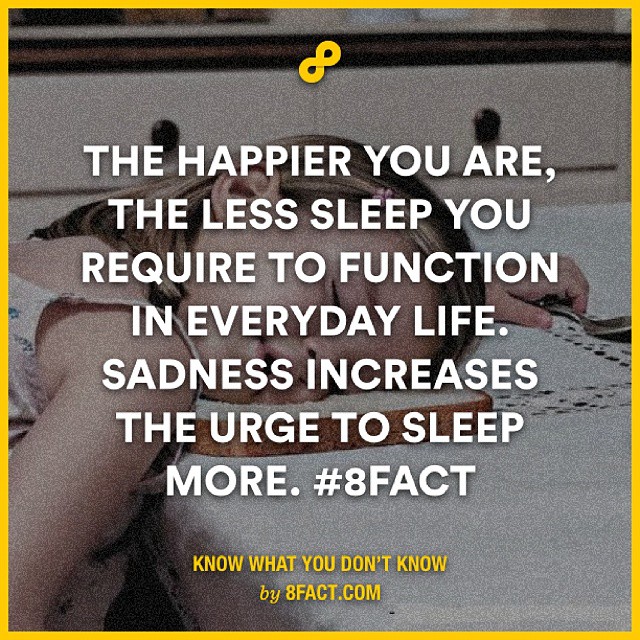 THE HAPPIER YOU ARE,
THE LESS SLEEP YOU
REQUIRE TO FUNCTION
IN EVERYDAY LIFE.
SADNESS INCREASES
THE URGE TO SLEEP
MORE. #8FACT
KNOW WHAT YOU DON'T KNOW
by 8FACT.COM